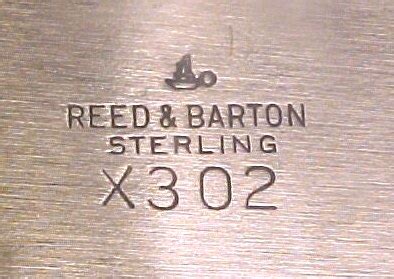 REED & BARTON
STERLING
X302